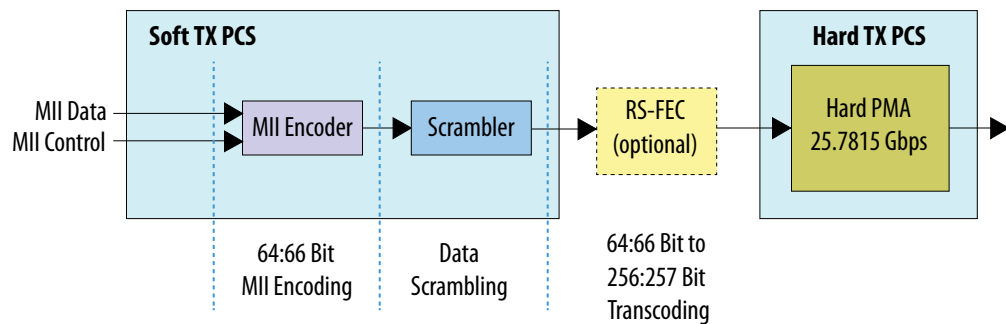 Soft TX PCS
Hard TX PCS
MII Data
MII Control
MII Encoder
Scrambler
RS-FEC
(optional)
Hard PMA
25.7815 Gbps
64:66 Bit
MII Encoding
Data
Scrambling
64:66 Bit to
256:257 Bit
Transcoding